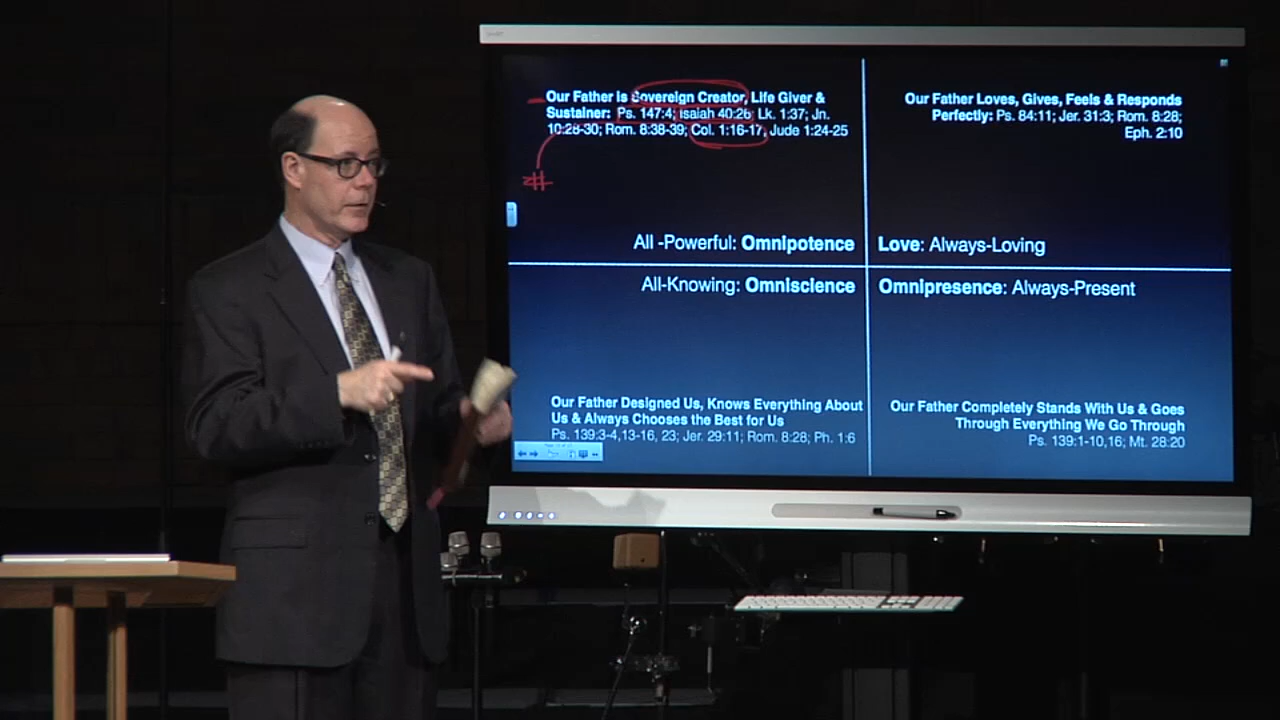 Our Father is Sovereign Creator, Life Giver &
Sustainer: Ps. 147:4; Isaiah 40:26; Lk. 1:37; Jn.
10:28-30; Rom. 8:38-39; Col. 1:16-17; Jude 1:24-25
#
All -Powerful: Omnipotence
Our Father Loves, Gives, Feels & Responds
Perfectly: Ps. 84:11; Jer. 31:3; Rom. 8:28;
Eph. 2:10
Love: Always-Loving
All-Knowing: Omniscience
Our Father Designed Us, Knows Everything About
Us & Always Chooses the Best for Us
Ps. 139:3-4,13-16, 23; Jer. 29:11; Rom. 8:28; Ph. 1:6
Omnipresence: Always-Present
Our Father Completely Stands With Us & Goes
Through Everything We Go Through
Ps. 139:1-10,16; Mt. 28:20